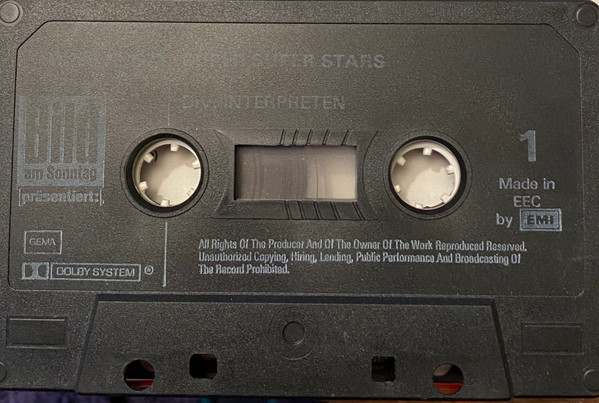 SUPER STARS
DIV. INTERPRETEN
Bild
am Sonntag
präsentiert:
1
Made in
EEC
by EMI
GEMA
DOLBY SYSTEM ®
All Rights Of The Producer And Of The Owner Of The Work Reproduced Reserved.
Unauthorized Copying, Hiring, Lending, Public Performance And Broadcasting Of
The Record Prohibited.